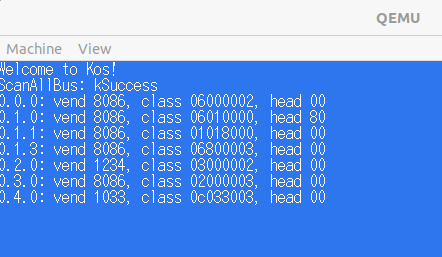 QEMU
Machine View
Welcome to Kos!
ScanAllBus: kSuccess
0.0.0: vend 8086, class 06000002, head 00
0.1.0: vend 8086, class 06010000, head 80
0.1.1: vend 8086, class 01018000, head 00
0.1.3: vend 8086, class 06800003, head 00
0.2.0: vend 1234, class 03000002, head 00
0.3.0: vend 8086, class 02000003, head 00
0.4.0: vend 1033, class 0c033003, head 00